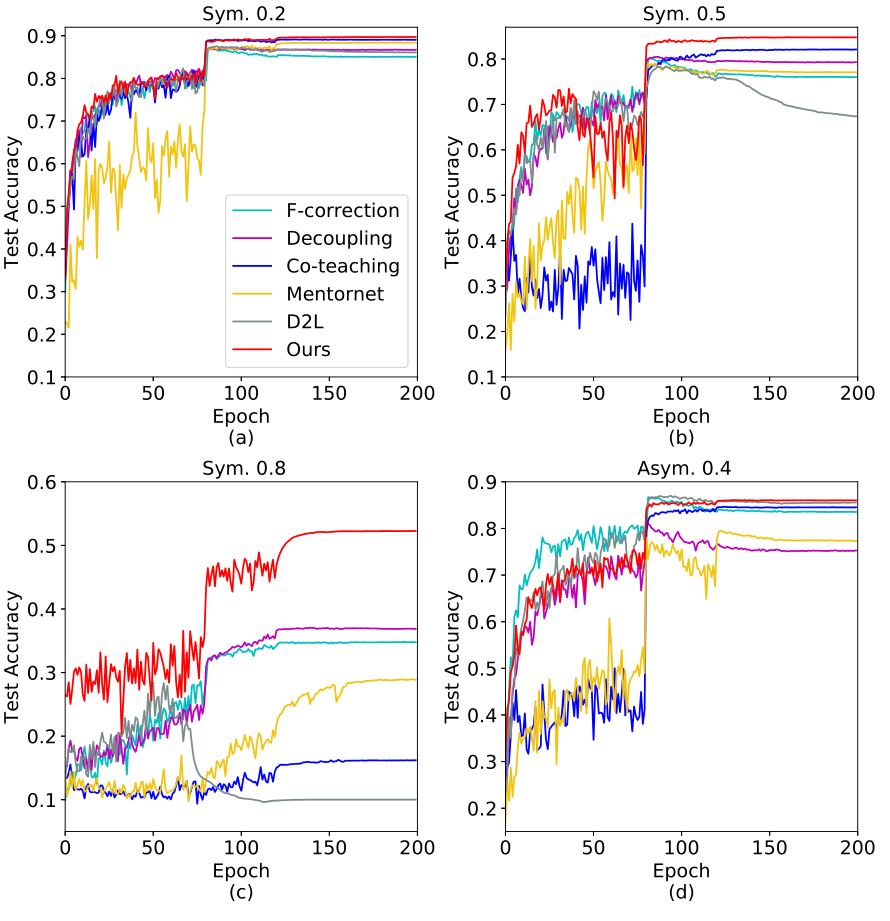 Sym. 0.2
0.9
0.8
0.7
0.6
0.5
0.4
0.3
0.2
0.1
Test Accuracy
F-correction
Decoupling
Co-teaching
Mentornet
D2L
Ours
0 50 100 150 200
Epoch
(a)
Sym. 0.5
0.8
0.7
0.6
0.5
0.4
0.3
0.2
0.1
Test Accuracy
0 50 100 150 200
Epoch
(b)
Sym. 0.8
0.6
0.5
0.4
0.3
0.2
0.1
Test Accuracy
0 50 100 150 200
Epoch
(c)
Asym. 0.4
0.9
0.8
0.7
0.6
0.5
0.4
0.3
0.2
Test Accuracy
0 50 100 150 200
Epoch
(d)